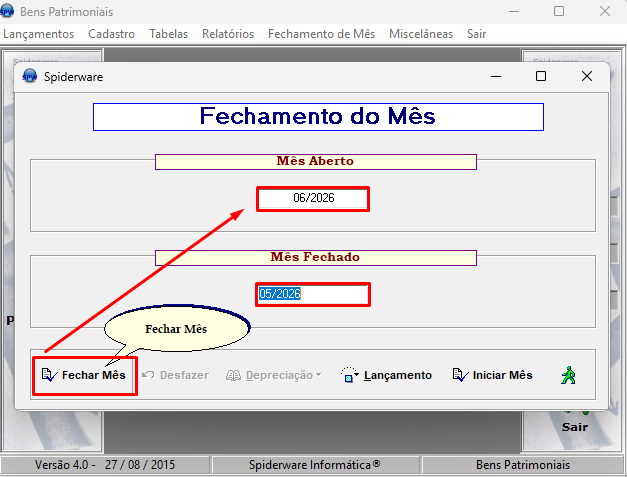 Bens Patrimoniais
Lançamentos Cadastro Tabelas Relatórios Fechamento de Mês Miscelâneas Sair
SPW Spiderware
Fechamento do Mês
Mês Aberto
06/2026
Mês Fechado
05/2026
P
Fechar Mês
Fechar Mês Desfazer Depreciação Lançamento Iniciar Mês
Sair
Versão 4.0 - 27 / 08 / 2015 Spiderware Informática® Bens Patrimoniais